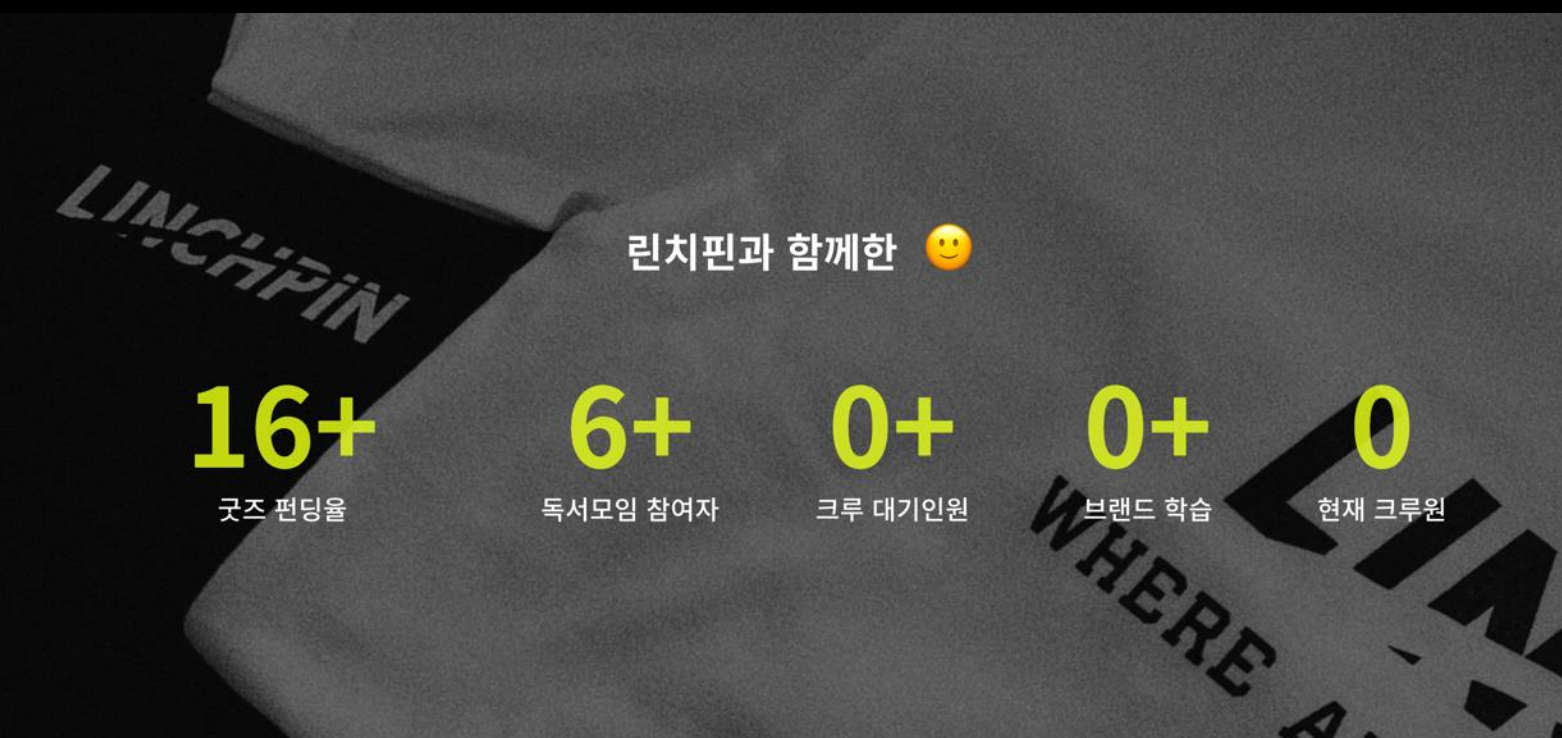 LINCHPIN
린치핀과 함께한 🙂
16+
6+
0+
0+
0
굿즈 펀딩율
독서모임 참여자
크루 대기인원
브랜드 학습
현재 크루원
LIN
WHERE A